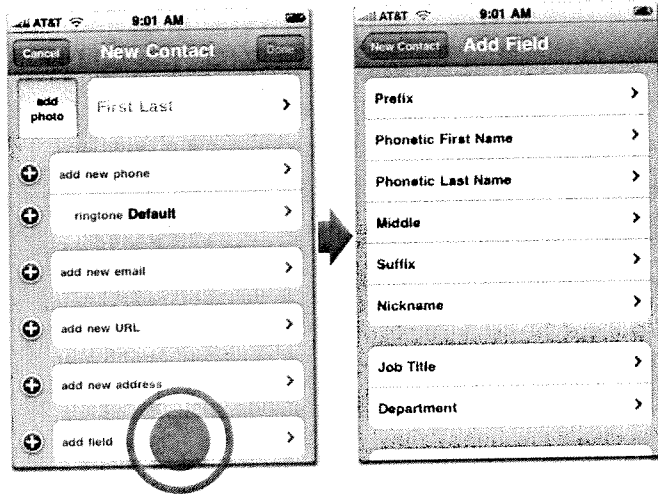 AT&T 9:01 AM
Cancel New Contact Done
add photo
First Last
add new phone
ringtone Default
add new email
add new URL
add new address
add field
AT&T 9:01 AM
New Contact Add Field
Prefix
Phonetic First Name
Phonetic Last Name
Middle
Suffix
Nickname
Job Title
Department